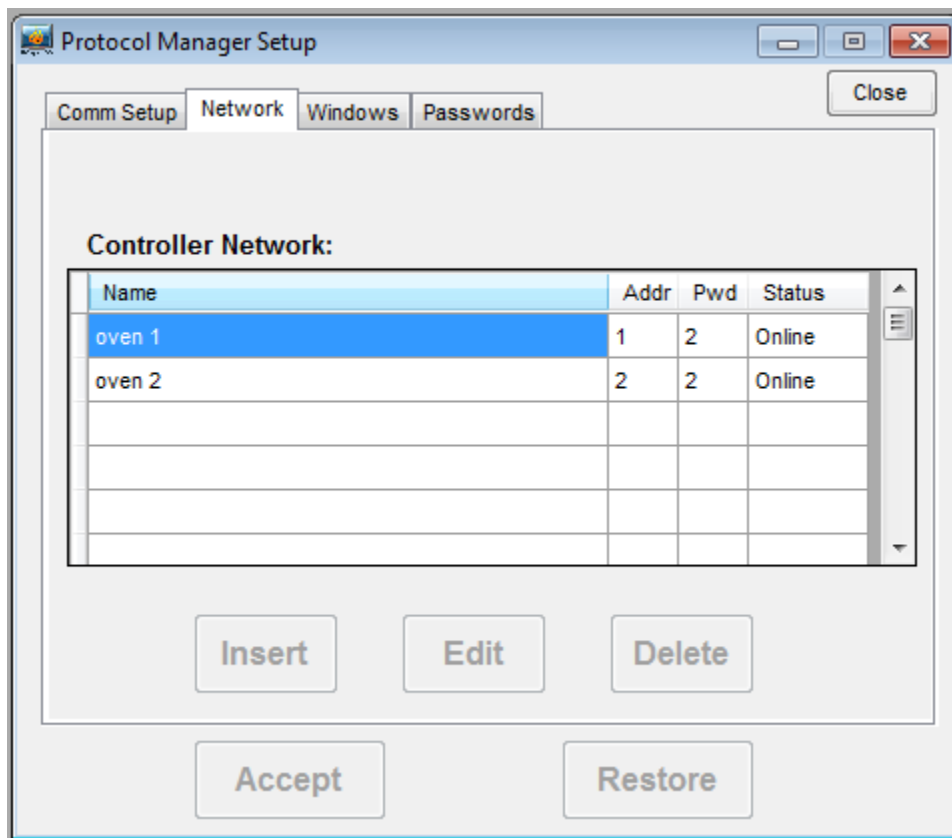 Protocol Manager Setup
Close
Comm Setup Network Windows Passwords
Controller Network:
Name Addr Pwd Status
oven 1 1 2 Online
oven 2 2 2 Online
Insert Edit Delete
Accept Restore